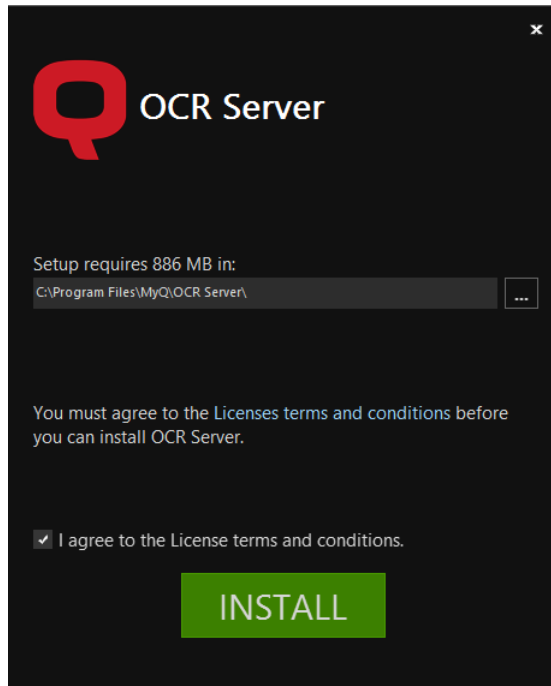 x
Q OCR Server
Setup requires 886 MB in:
C:\Program Files\MyQ\OCR Server\
...
You must agree to the Licenses terms and conditions before
you can install OCR Server.
I agree to the License terms and conditions.
INSTALL